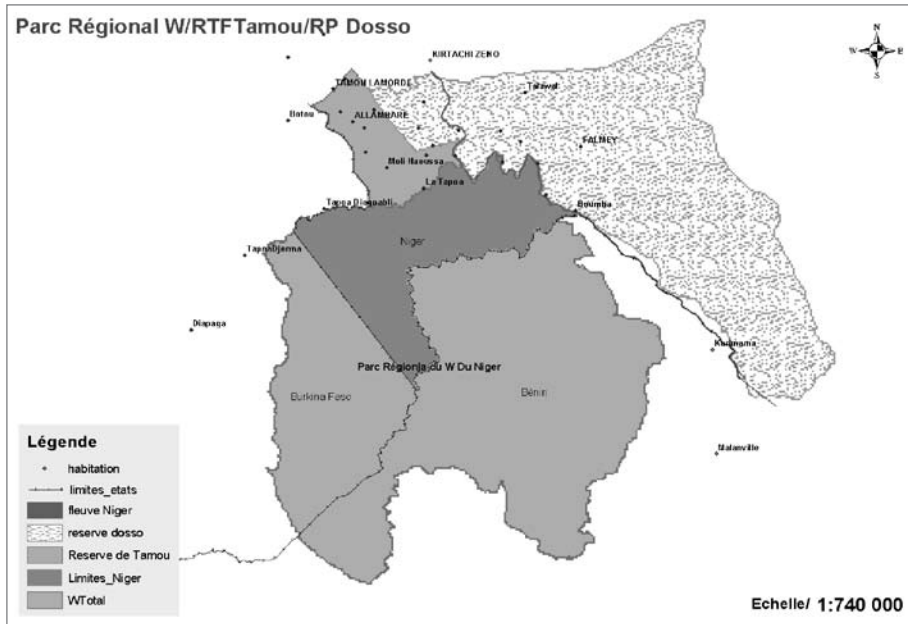 Parc Régional W/RTFTamou/RP Dosso
N
W E
S
KIRTACHI ZENO
TAMOU LAMORDE
Talawal
Botou
ALLAMBARE
FALMEY
Moli Haoussa
La Tapoa
Tapoa Djerma
Boumba
Niger
Diapaga
Karimama
Parc Régionla du W Du Niger
Burkina Faso
Bénin
Malanville
Légende
habitation
limites_etats
fleuve Niger
reserve dosso
Reserve de Tamou
Limites_Niger
WTotal
Echelle/ 1:740 000